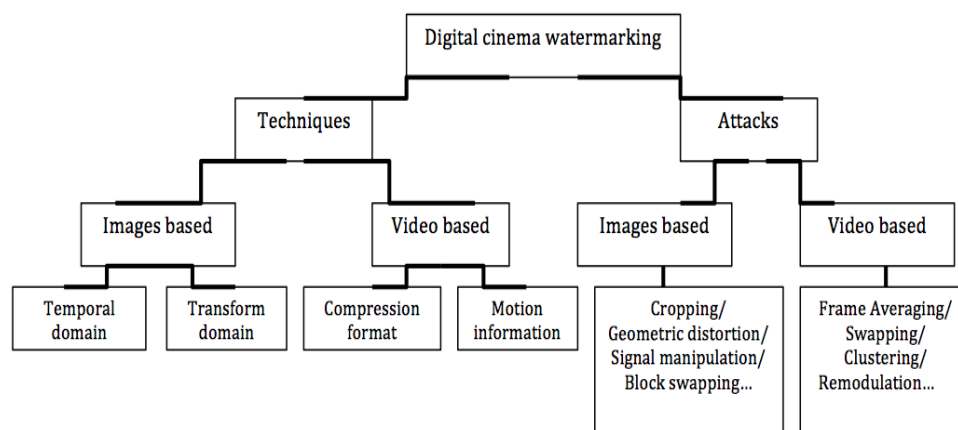 Digital cinema watermarking
Techniques
Attacks
Images based
Video based
Images based
Video based
Temporal
domain
Transform
domain
Compression
format
Motion
information
Cropping/
Geometric distortion/
Signal manipulation/
Block swapping...
Frame Averaging/
Swapping/
Clustering/
Remodulation...